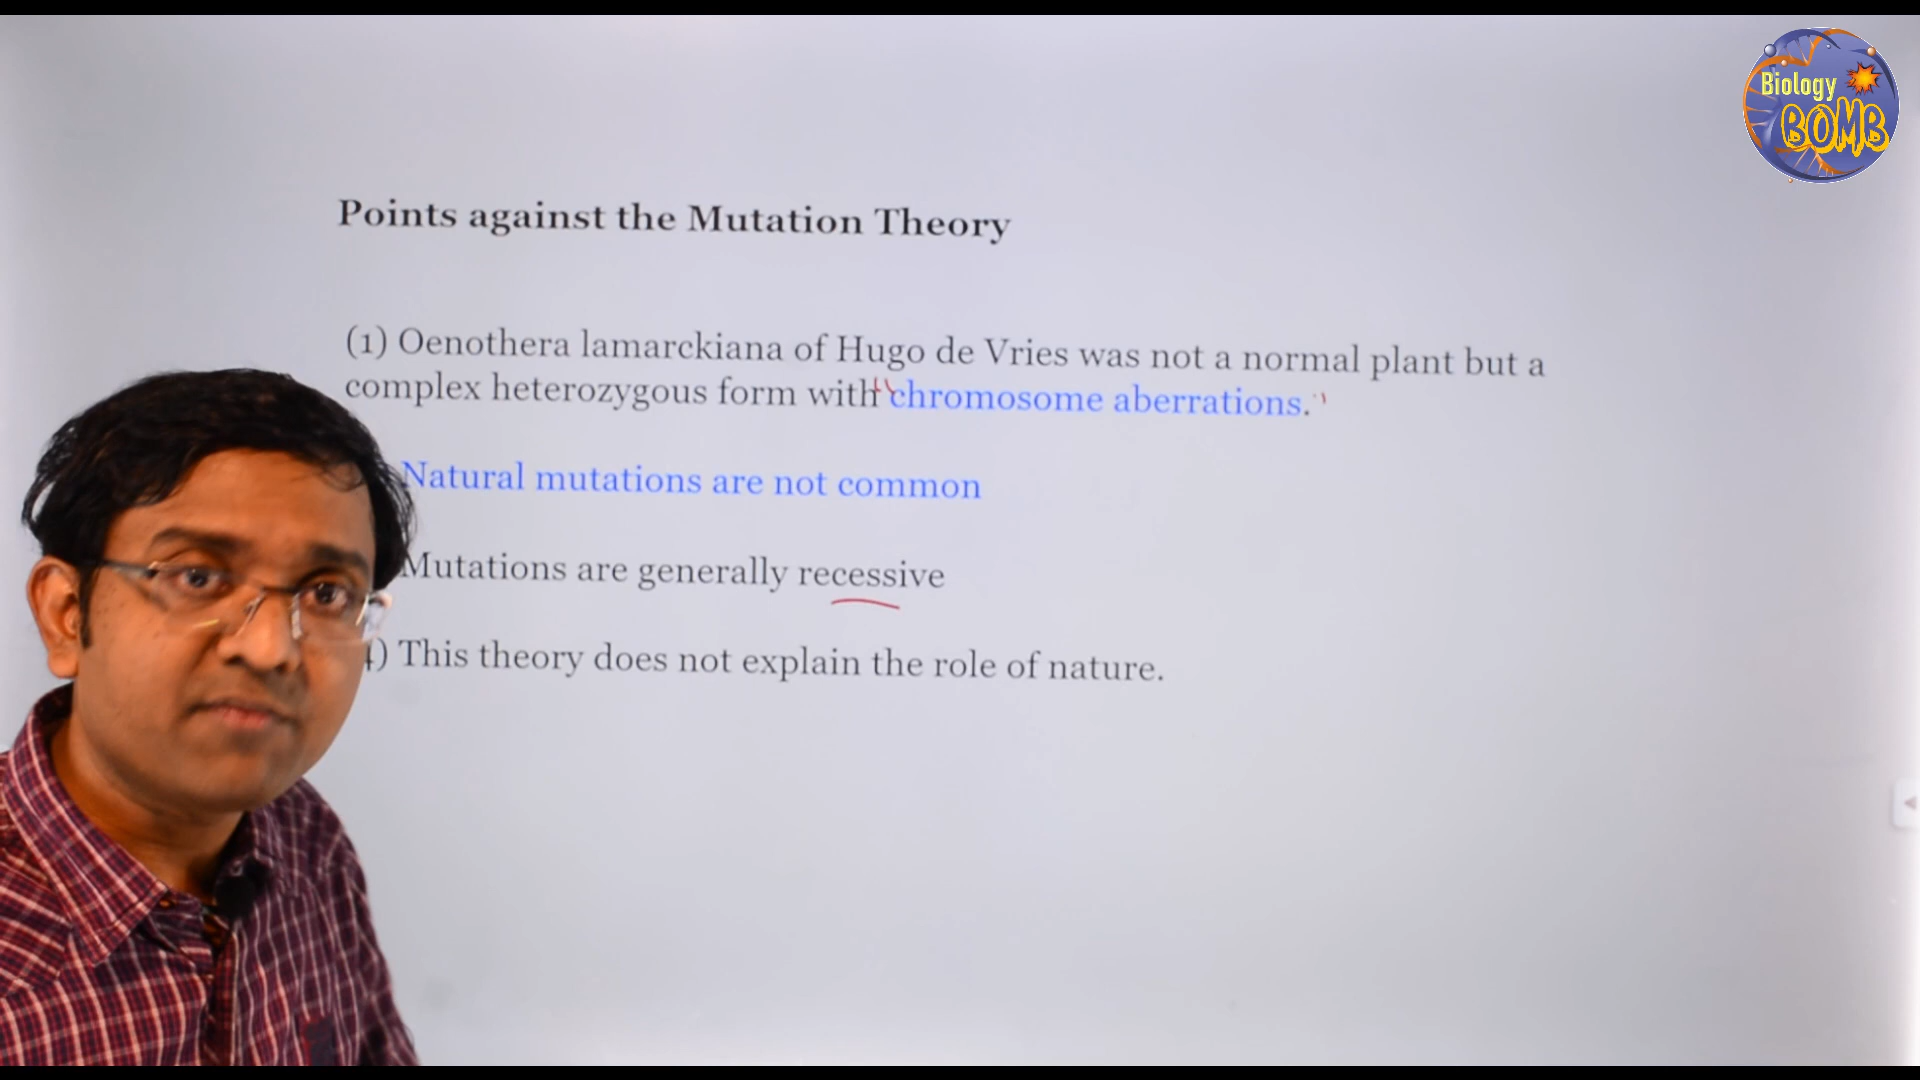 Biology
BOMB
Points against the Mutation Theory
(1) Oenothera lamarckiana of Hugo de Vries was not a normal plant but a
complex heterozygous form with chromosome aberrations.
Natural mutations are not common
Mutations are generally recessive
4) This theory does not explain the role of nature.